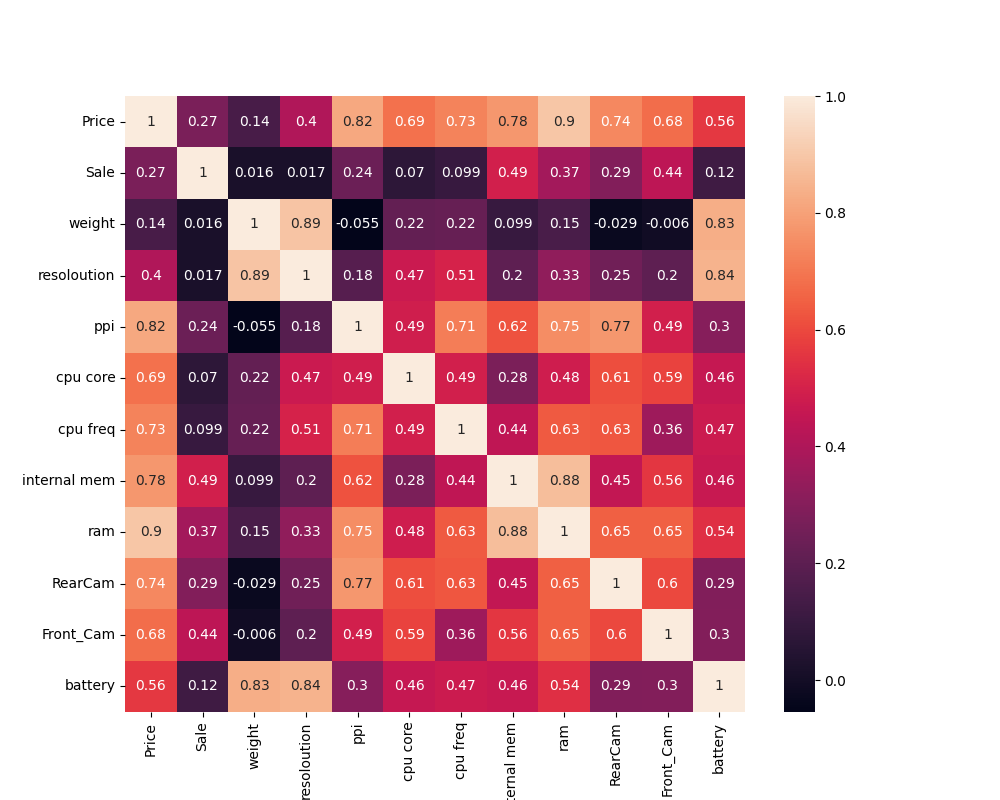 Price 1 0.27 0.14 0.4 0.82 0.69 0.73 0.78 0.9 0.74 0.68 0.56
Sale 0.27 1 0.016 0.017 0.24 0.07 0.099 0.49 0.37 0.29 0.44 0.12
weight 0.14 0.016 1 0.89 -0.055 0.22 0.22 0.099 0.15 -0.029 -0.006 0.83
resoloution 0.4 0.017 0.89 1 0.18 0.47 0.51 0.2 0.33 0.25 0.2 0.84
ppi 0.82 0.24 -0.055 0.18 1 0.49 0.71 0.62 0.75 0.77 0.49 0.3
cpu core 0.69 0.07 0.22 0.47 0.49 1 0.49 0.28 0.48 0.61 0.59 0.46
cpu freq 0.73 0.099 0.22 0.51 0.71 0.49 1 0.44 0.63 0.63 0.36 0.47
internal mem 0.78 0.49 0.099 0.2 0.62 0.28 0.44 1 0.88 0.45 0.56 0.46
ram 0.9 0.37 0.15 0.33 0.75 0.48 0.63 0.88 1 0.65 0.65 0.54
RearCam 0.74 0.29 -0.029 0.25 0.77 0.61 0.63 0.45 0.65 1 0.6 0.29
Front_Cam 0.68 0.44 -0.006 0.2 0.49 0.59 0.36 0.56 0.65 0.6 1 0.3
battery 0.56 0.12 0.83 0.84 0.3 0.46 0.47 0.46 0.54 0.29 0.3 1
Price
Sale
weight
resoloution
ppi
cpu core
cpu freq
ternal mem
ram
RearCam
Front_Cam
battery
1.0
0.8
0.6
0.4
0.2
0.0